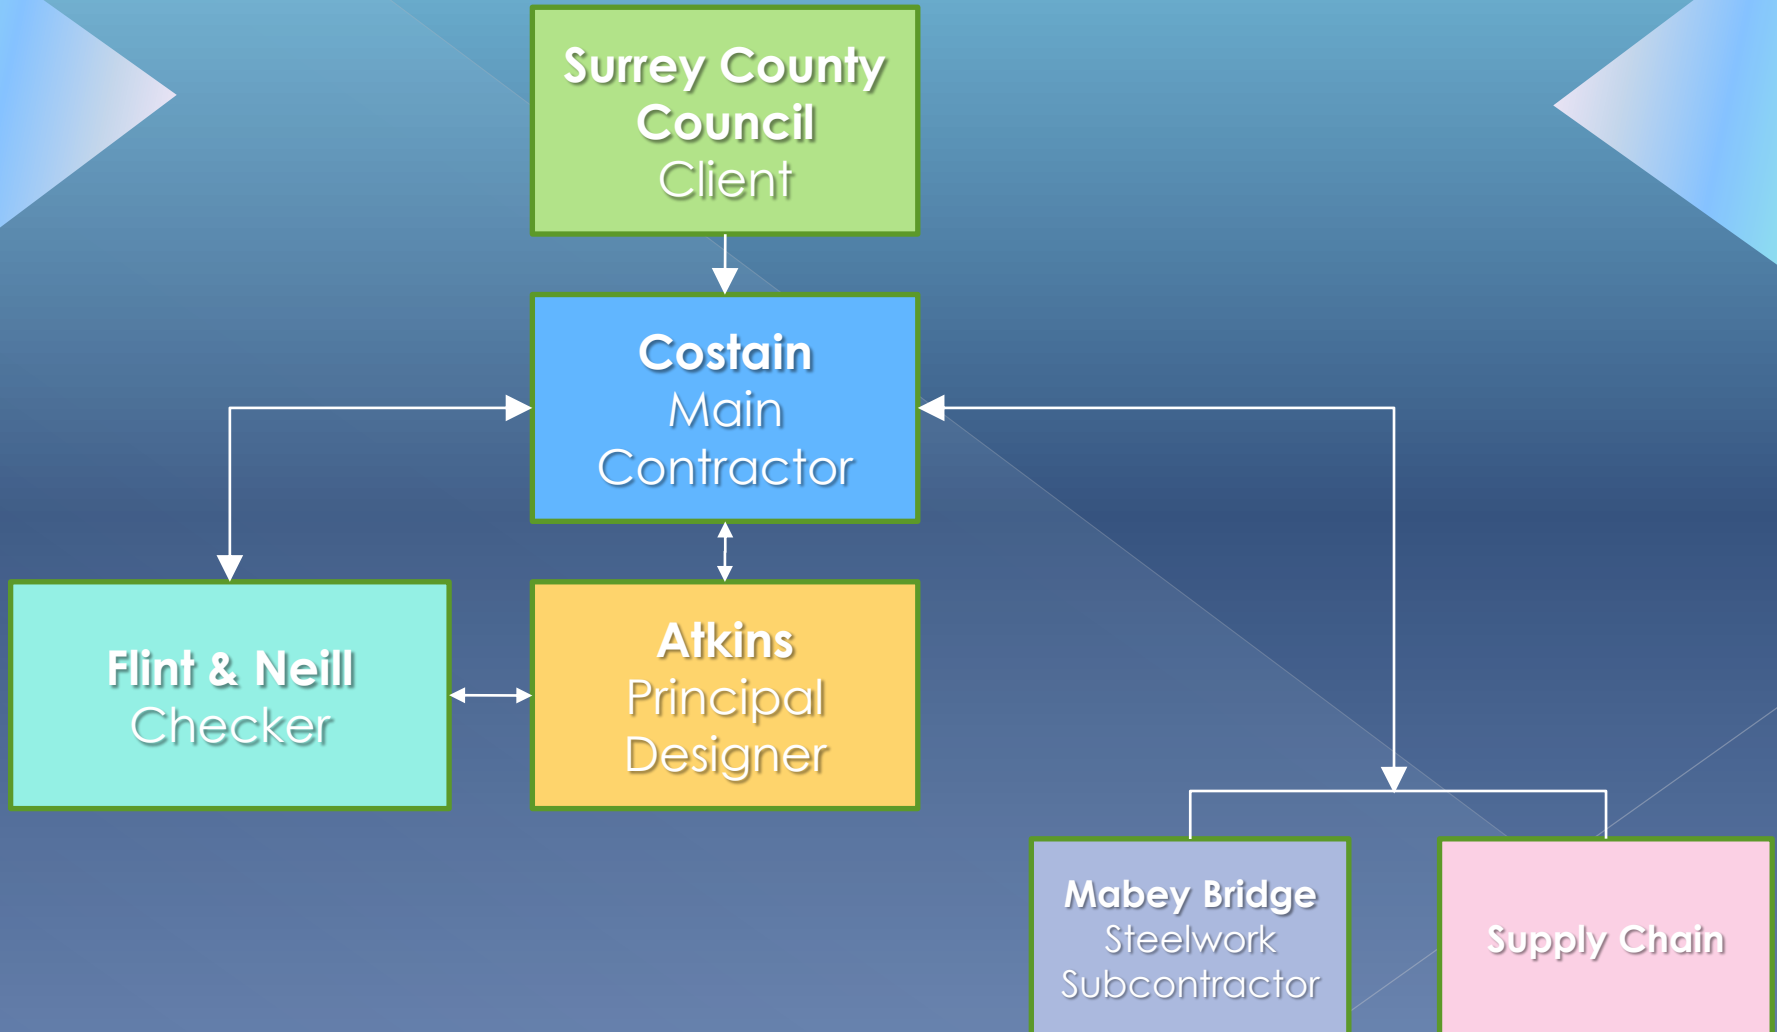 Surrey County
Council
Client
Costain
Main
Contractor
Flint & Neill
Checker
Atkins
Principal
Designer
Mabey Bridge
Steelwork
Subcontractor
Supply Chain